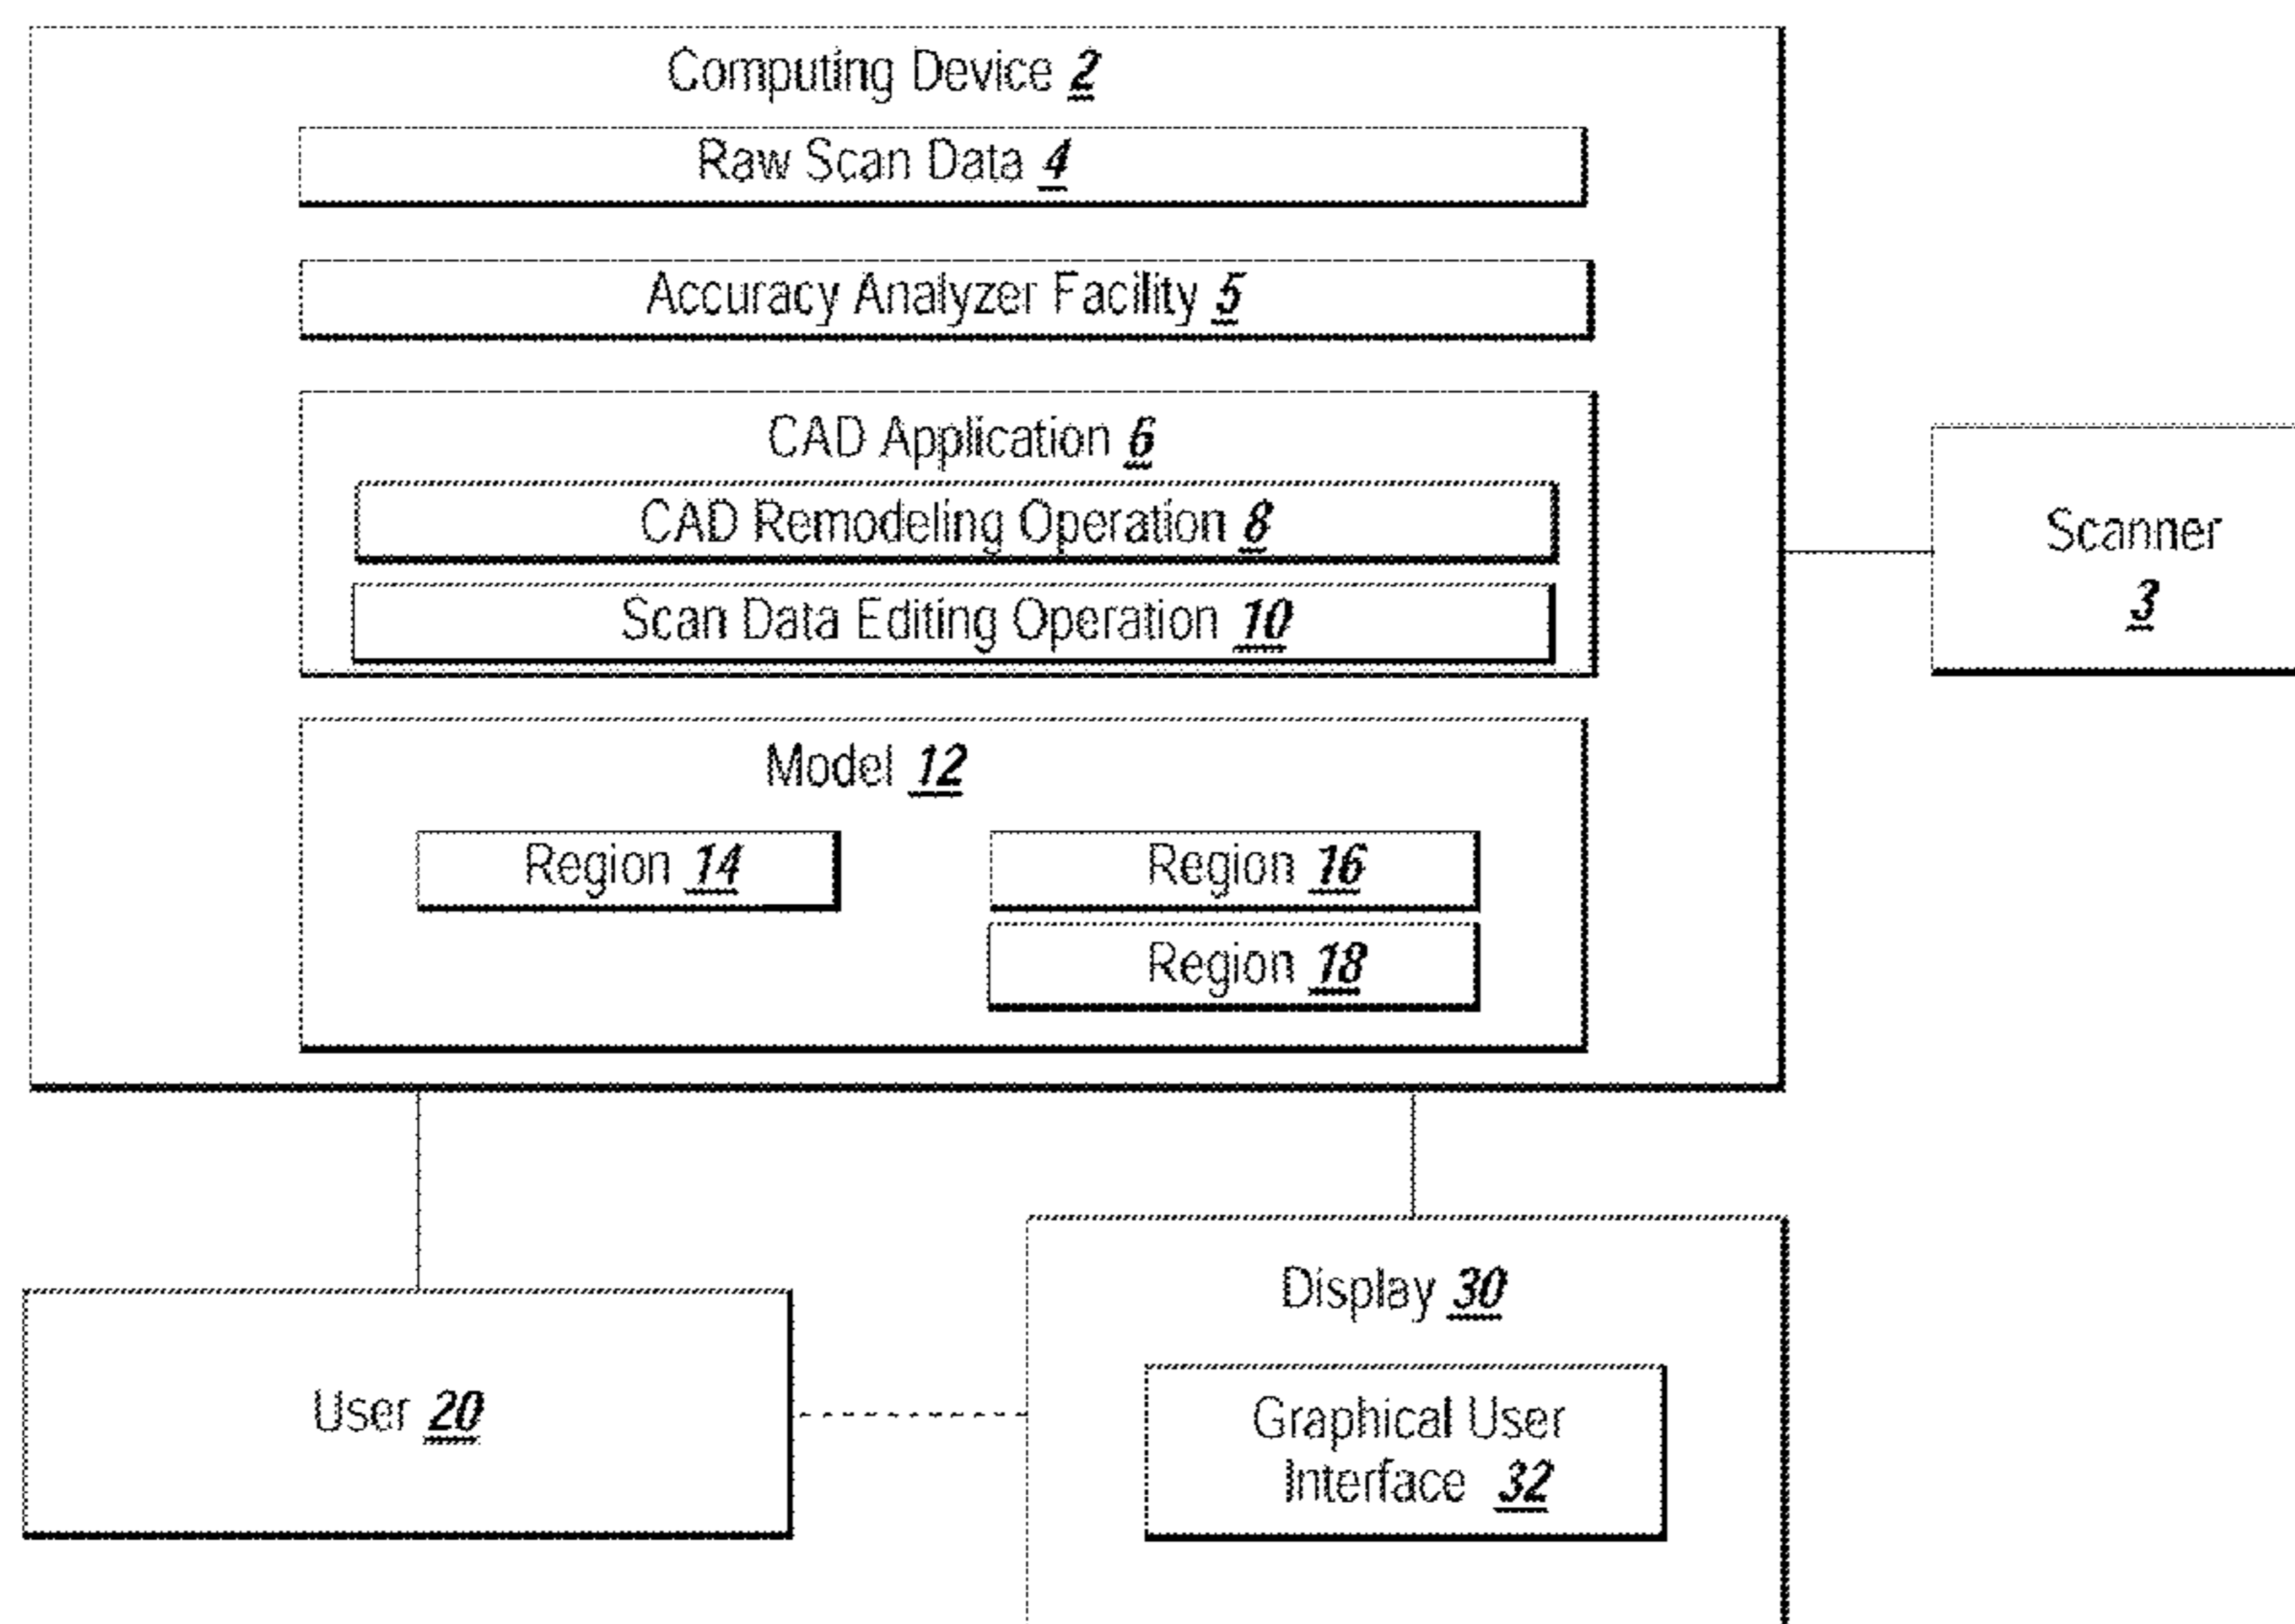 Computing Device 2
Raw Scan Data 4
Accuracy Analyzer Facility 5
CAD Application 6
CAD Remodeling Operation 8
Scan Data Editing Operation 10
Scanner
3
Model 12
Region 14
Region 16
Region 18
Display 30
User 20
Graphical User
Interface 32